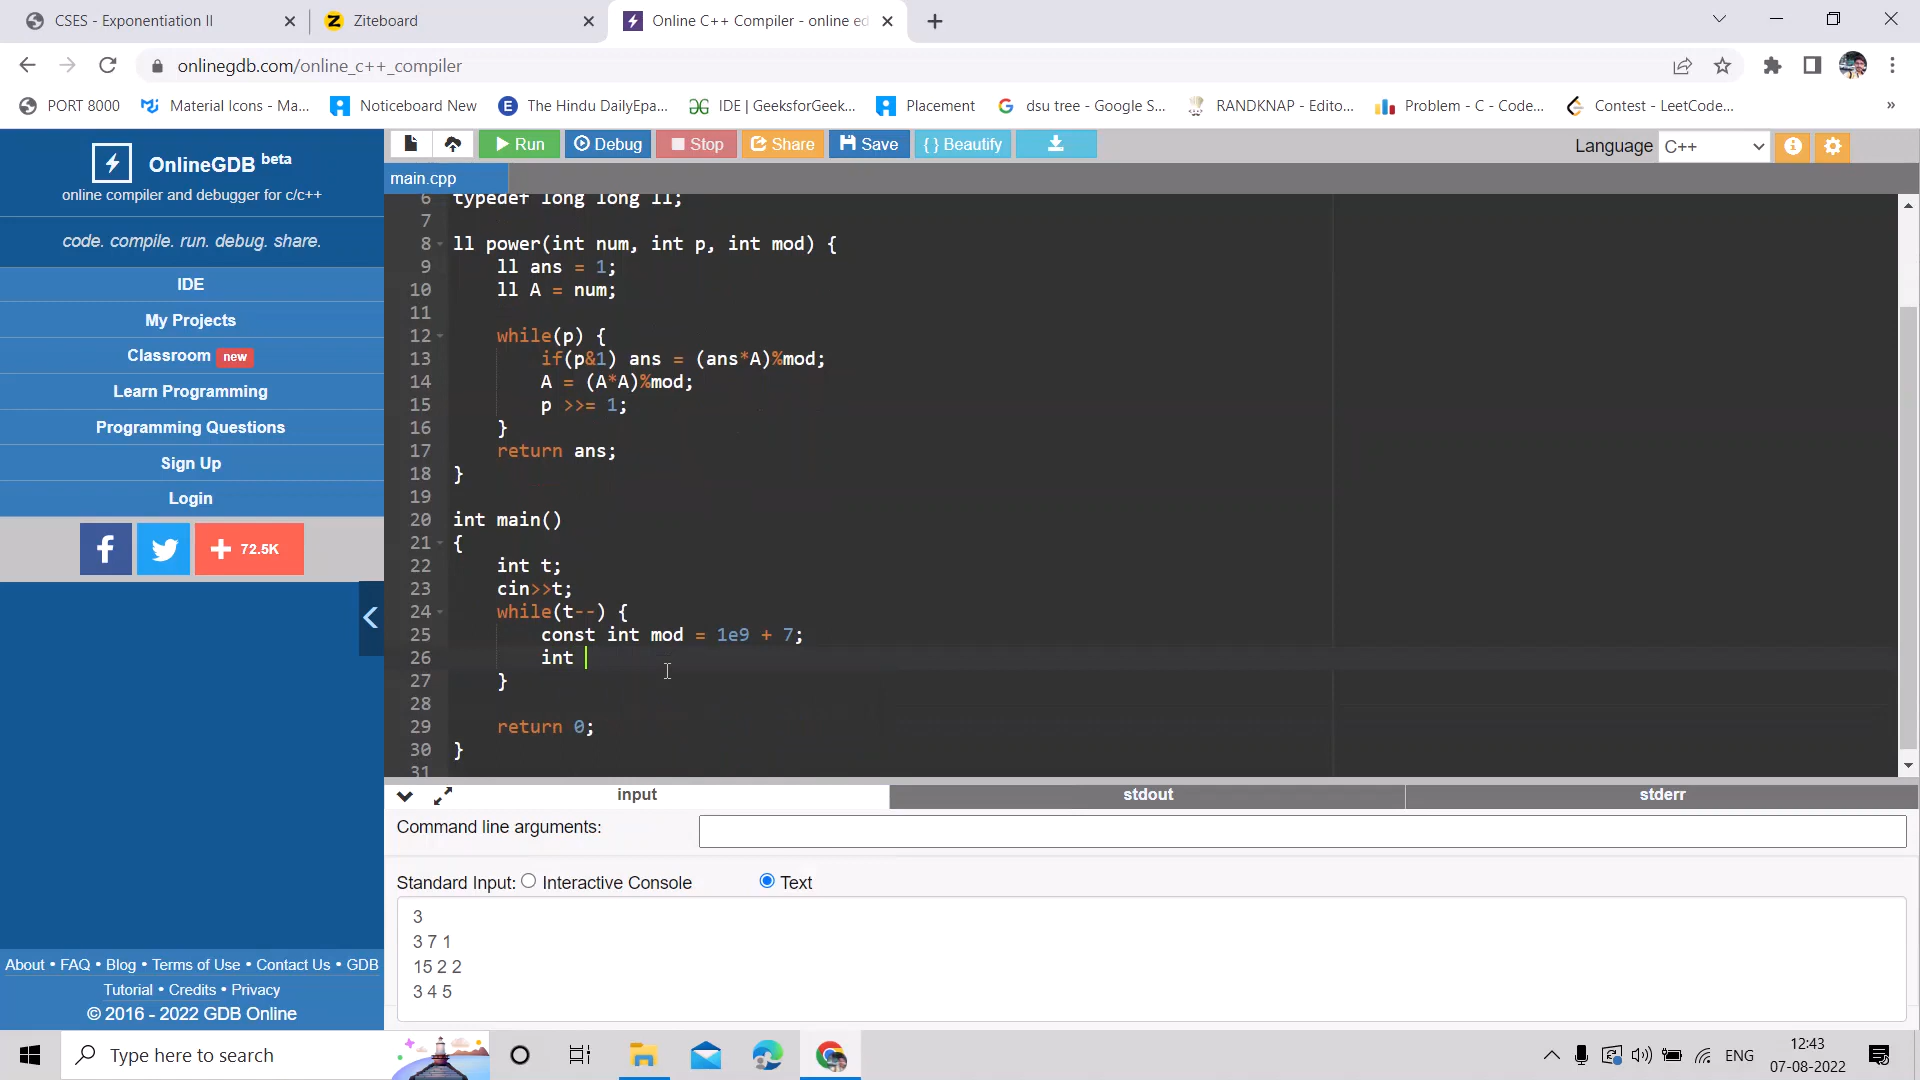 CSES - Exponentiation II
Ziteboard
Online C++ Compiler - online ed
onlinegdb.com/online_c++_compiler
PORT 8000
Material Icons - Ma...
Noticeboard New
The Hindu DailyEpa...
IDE | GeeksforGeek...
Placement
dsu tree - Google S...
RANDKNAP - Edito...
Problem - C - Code...
Contest - LeetCode...
»
OnlineGDB beta
online compiler and debugger for c/c++
code. compile. run. debug. share.
IDE
My Projects
Classroom new
Learn Programming
Programming Questions
Sign Up
Login
72.5K
About • FAQ • Blog • Terms of Use • Contact Us • GDB
Tutorial • Credits • Privacy
© 2016 - 2022 GDB Online
Run
Debug
Stop
Share
Save
{ } Beautify
Language C++
main.cpp
6 typedef long long ll;
7
8 ll power(int num, int p, int mod) {
9 ll ans = 1;
10 ll A = num;
11
12 while(p) {
13 if(p&1) ans = (ans*A)%mod;
14 A = (A*A)%mod;
15 p >>= 1;
16 }
17 return ans;
18 }
19
20 int main()
21 {
22 int t;
23 cin>>t;
24 while(t--) {
25 const int mod = 1e9 + 7;
26 int
27 }
28
29 return 0;
30 }
31
input
stdout
stderr
Command line arguments:
Standard Input: Interactive Console Text
3
3 7 1
15 2 2
3 4 5
Type here to search
ENG
12:43
07-08-2022